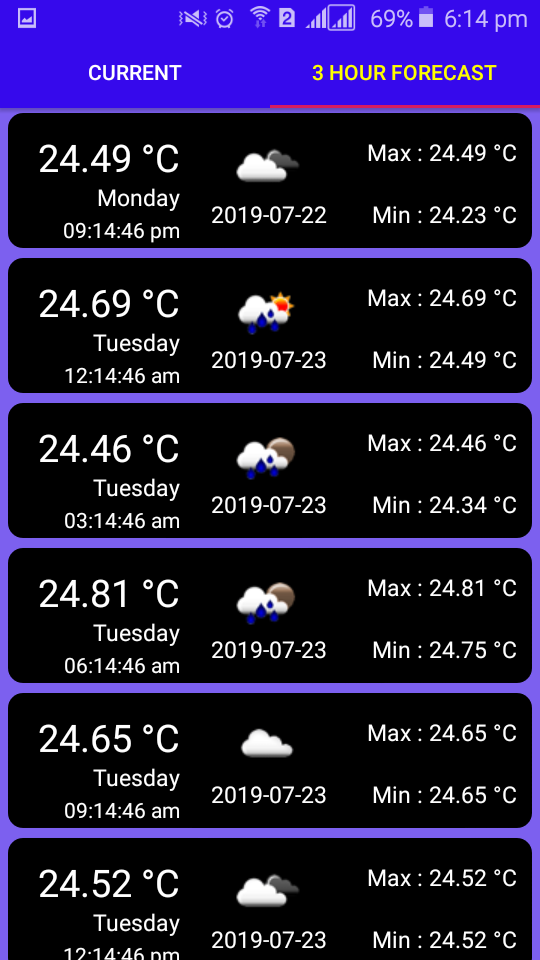 2 69% 6:14 pm
CURRENT 3 HOUR FORECAST
24.49 °C
Monday
09:14:46 pm
2019-07-22
Max : 24.49 °C
Min : 24.23 °C
24.69 °C
Tuesday
12:14:46 am
2019-07-23
Max : 24.69 °C
Min : 24.49 °C
24.46 °C
Tuesday
03:14:46 am
2019-07-23
Max : 24.46 °C
Min : 24.34 °C
24.81 °C
Tuesday
06:14:46 am
2019-07-23
Max : 24.81 °C
Min : 24.75 °C
24.65 °C
Tuesday
09:14:46 am
2019-07-23
Max : 24.65 °C
Min : 24.65 °C
24.52 °C
Tuesday
12:14:46 pm
2019-07-23
Max : 24.52 °C
Min : 24.52 °C